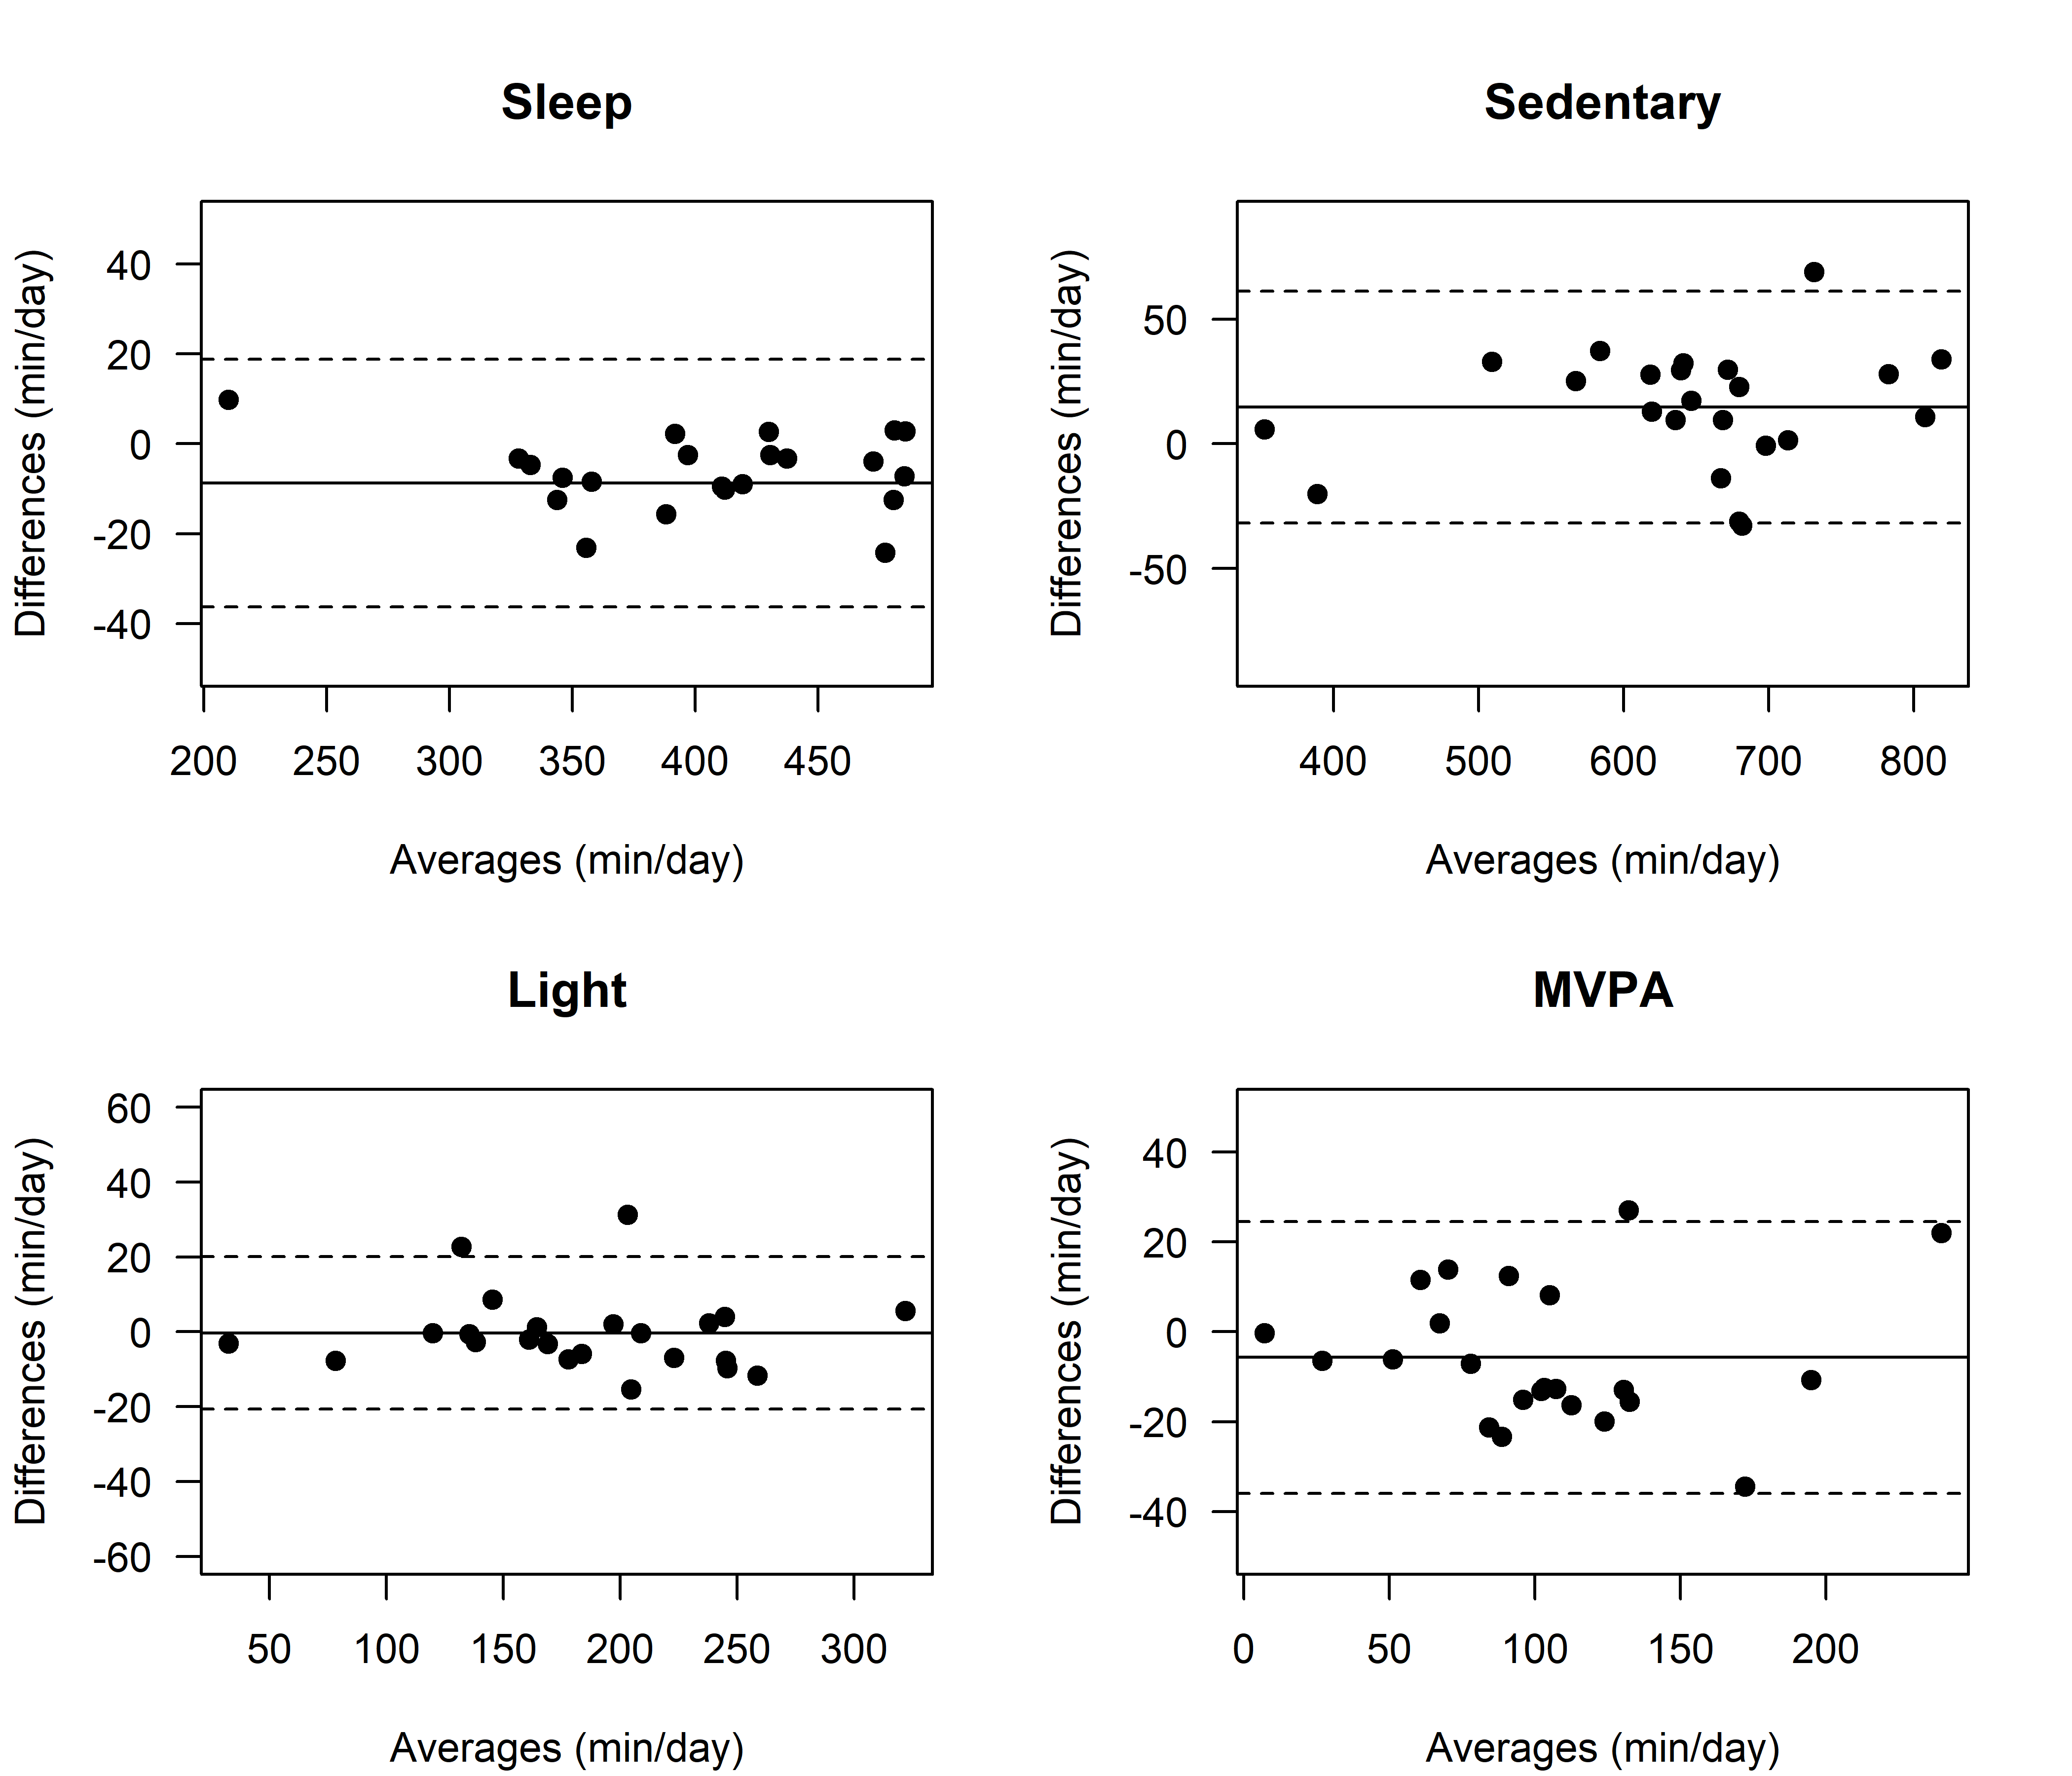 Sleep
Differences (min/day)
40
20
0
-20
-40
200 250 300 350 400 450
Averages (min/day)
Sedentary
Differences (min/day)
50
0
-50
400 500 600 700 800
Averages (min/day)
Light
Differences (min/day)
60
40
20
0
-20
-40
-60
50 100 150 200 250 300
Averages (min/day)
MVPA
Differences (min/day)
40
20
0
-20
-40
0 50 100 150 200
Averages (min/day)